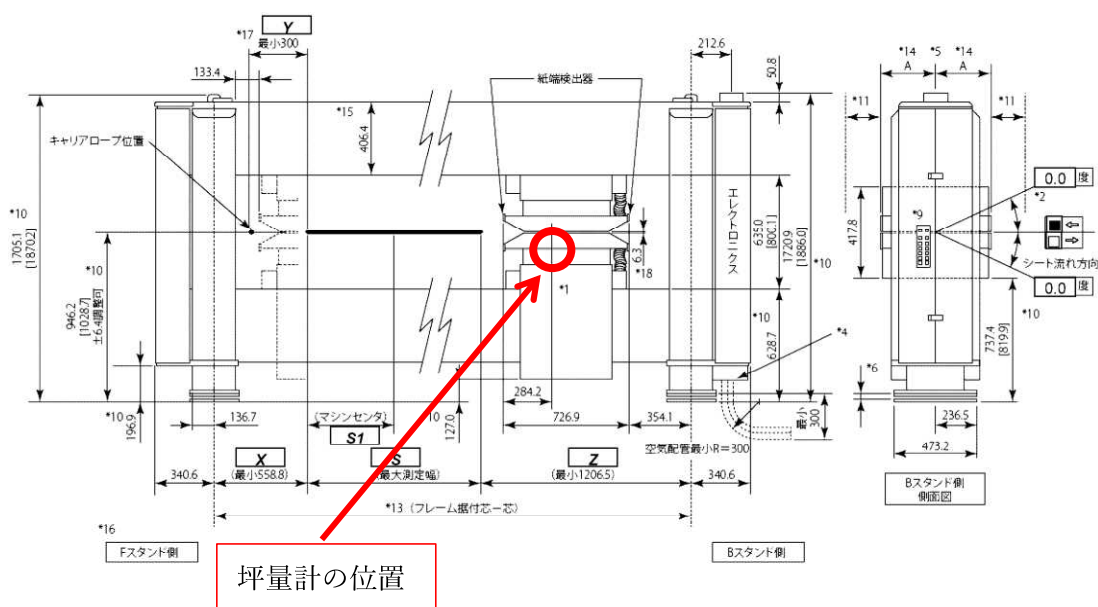 Y
*17
最小300
133.4
*15
406.4
キャリアロープ位置
*10
1705.1
[1870.2]
*10
946.2
[1028.7]
±6.4調整可
*10
196.9
136.7
(マシンセンタ)
S1
10
127.0
X
(最小558.8)
S
最大測定幅)
Z
(最小1206.5)
340.6
340.6
*13 (フレーム据付芯ー芯)
*16
Fスタンド側
Bスタンド側
坪量計の位置
紙端検出器
212.6
50.8
エレクトロニクス
635.0
[800.1]
1720.9
[1886.0]
*10
6.3
*18
*1
*10
628.7
284.2
726.9
354.1
*4
最小
300
空気配管最小R=300
*14
A
*5
*14
A
*11
*11
0.0 度
*2
*9
417.8
シート流れ方向
0.0 度
*10
737.4
[819.9]
*6
236.5
473.2
Bスタンド側
側面図